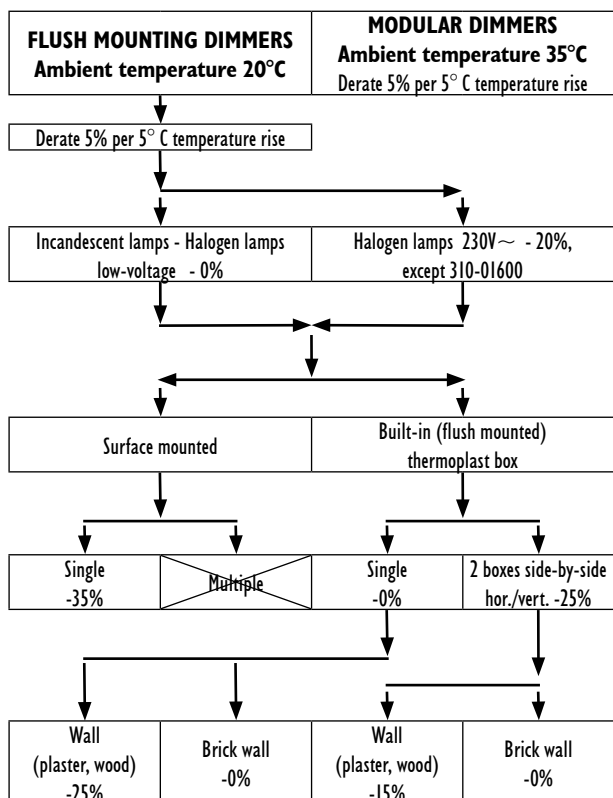 FLUSH MOUNTING DIMMERS
Ambient temperature 20°C
MODULAR DIMMERS
Ambient temperature 35°C
Derate 5% per 5° C temperature rise
Derate 5% per 5° C temperature rise
Incandescent lamps - Halogen lamps
low-voltage - 0%
Halogen lamps 230V~ - 20%,
except 310-01600
Surface mounted
Built-in (flush mounted)
thermoplast box
Single
-35%
Multiple
Single
-0%
2 boxes side-by-side
hor./vert. -25%
Wall
(plaster, wood)
-25%
Brick wall
-0%
Wall
(plaster, wood)
-15%
Brick wall
-0%